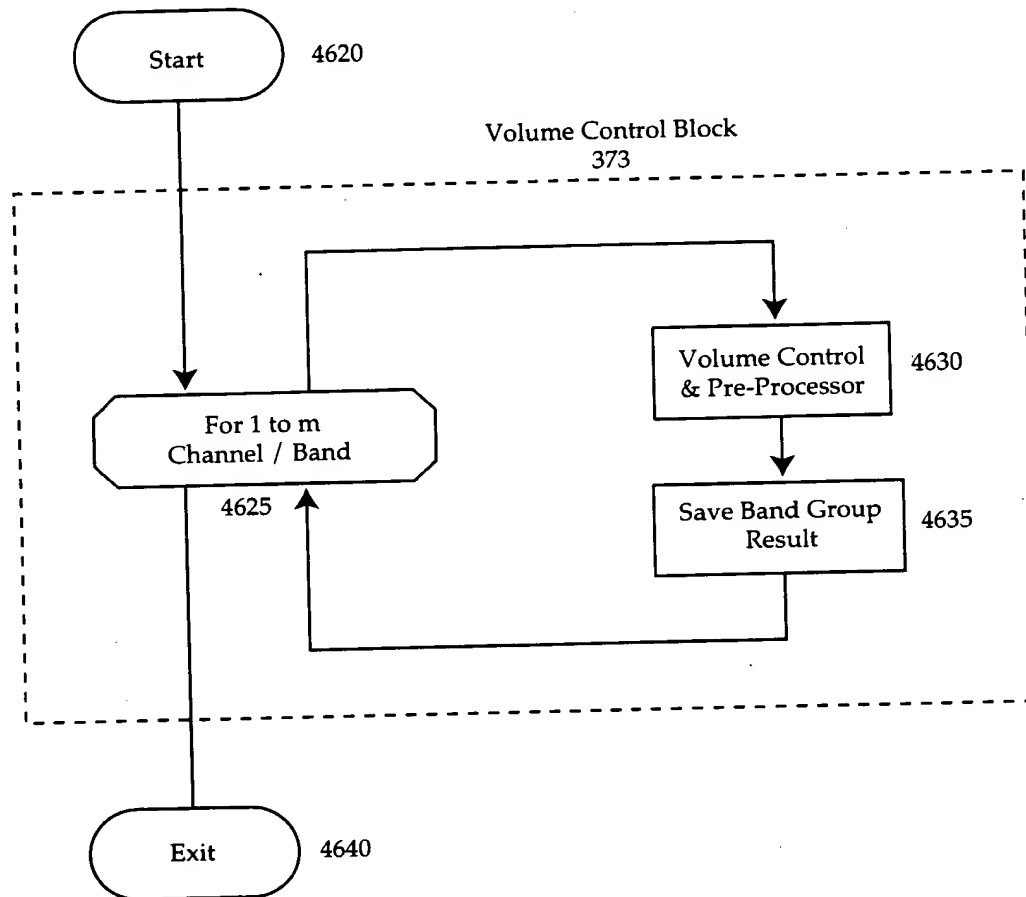 Start
4620
Volume Control Block
373
Volume Control
& Pre-Processor
4630
For 1 to m
Channel / Band
4625
Save Band Group
Result
4635
Exit
4640